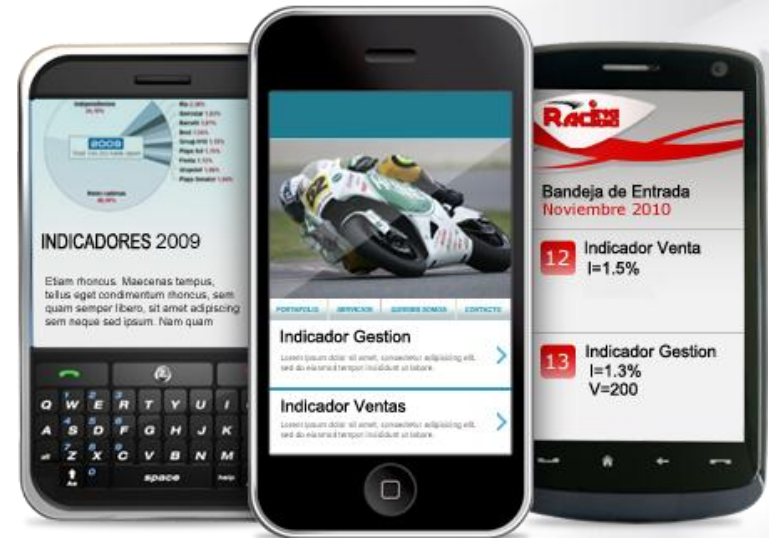 2009
INDICADORES 2009
Etiam rhoncus. Maecenas tempus,
tellus eget condimentum rhoncus, sem
quam semper libero, sit amet adipiscing
sem neque sed ipsum. Nam quam
Q W E R T Y U I
A S D F G H J K
Z X C V B N M
space
PORTAFOLIO SERVICIOS QUIENES SOMOS CONTACTO
Indicador Gestion
Lorem ipsum dolor sit amet, consectetur adipisicing elit,
sed do eiusmod tempor incididunt ut labore.
Indicador Ventas
Lorem ipsum dolor sit amet, consectetur adipisicing elit,
sed do eiusmod tempor incididunt ut labore.
Bandeja de Entrada
Noviembre 2010
12 Indicador Venta
I=1.5%
13 Indicador Gestion
I=1.3%
V=200